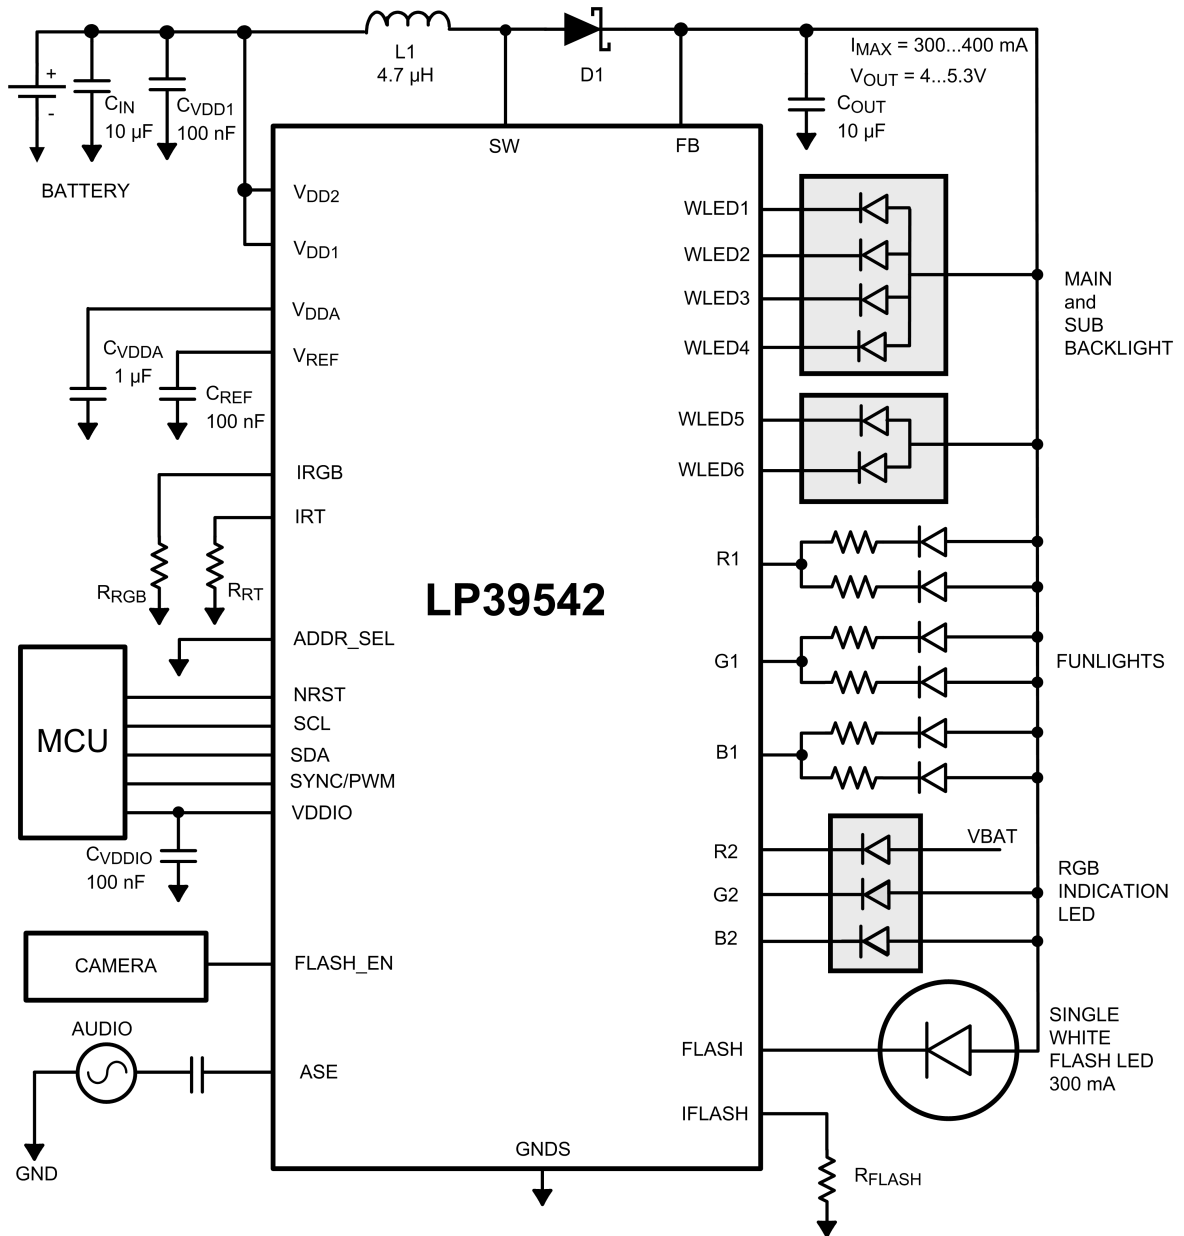 L1
4.7 µH
D1
IMAX = 300...400 mA
VOUT = 4...5.3V
+
-
CIN
10 µF
CVDD1
100 nF
COUT
10 µF
BATTERY
SW
FB
VDD2
VDD1
VDDA
VREF
CVDDA
1 µF
CREF
100 nF
IRGB
IRT
RRGB
RRT
ADDR_SEL
MCU
NRST
SCL
SDA
SYNC/PWM
VDDIO
CVDDIO
100 nF
CAMERA
FLASH_EN
AUDIO
ASE
GND
LP39542
GNDS
WLED1
WLED2
WLED3
WLED4
MAIN
and
SUB
BACKLIGHT
WLED5
WLED6
R1
G1
B1
FUNLIGHTS
R2
G2
B2
VBAT
RGB
INDICATION
LED
FLASH
SINGLE
WHITE
FLASH LED
300 mA
IFLASH
RFLASH